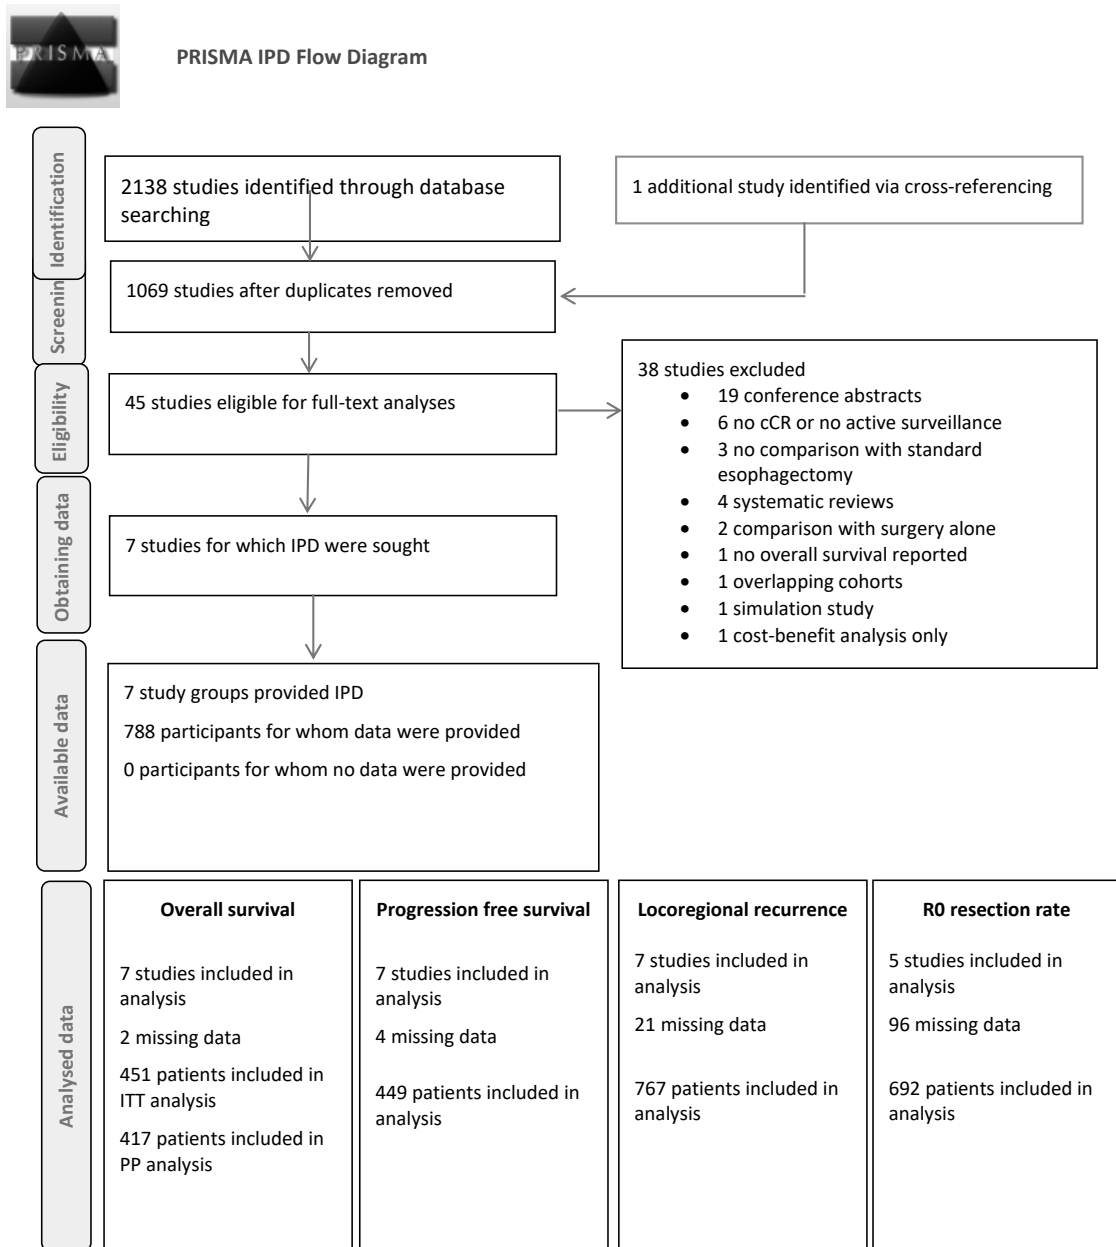 PRISMA
PRISMA IPD Flow Diagram
Identification
2138 studies identified through database
searching
1 additional study identified via cross-referencing
Screenin
1069 studies after duplicates removed
Eligibility
45 studies eligible for full-text analyses
38 studies excluded
• 19 conference abstracts
• 6 no cCR or no active surveillance
• 3 no comparison with standard
esophagectomy
• 4 systematic reviews
• 2 comparison with surgery alone
• 1 no overall survival reported
• 1 overlapping cohorts
• 1 simulation study
• 1 cost-benefit analysis only
Obtaining data
7 studies for which IPD were sought
Available data
7 study groups provided IPD
788 participants for whom data were provided
0 participants for whom no data were provided
Analysed data
Overall survival
7 studies included in
analysis
2 missing data
451 patients included in
ITT analysis
417 patients included in
PP analysis
Progression free survival
7 studies included in
analysis
4 missing data
449 patients included in
analysis
Locoregional recurrence
7 studies included in
analysis
21 missing data
767 patients included in
analysis
R0 resection rate
5 studies included in
analysis
96 missing data
692 patients included in
analysis